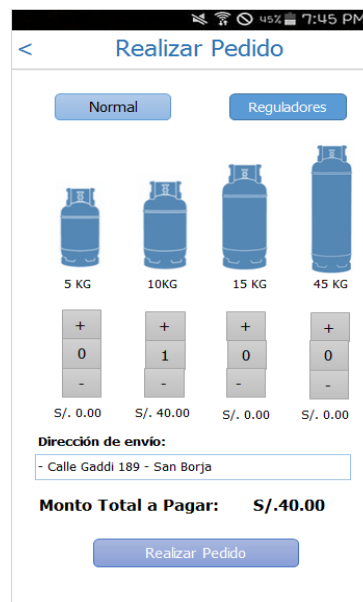 45% 7:45 PM
< Realizar Pedido
Normal Reguladores
5 KG 10KG 15 KG 45 KG
+ + + +
0 1 0 0
- - - -
S/. 0.00 S/. 40.00 S/. 0.00 S/. 0.00
Dirección de envío:
- Calle Gaddi 189 - San Borja
Monto Total a Pagar: S/.40.00
Realizar Pedido